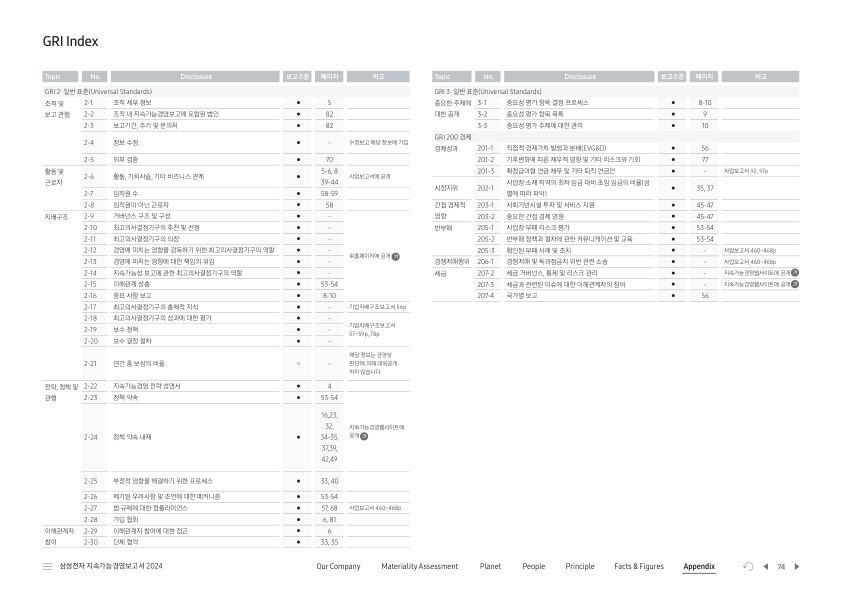 GRI Index
Topic No. Disclosure 보고수준 페이지 비고
GRI 2: 일반 표준(Universal Standards)
조직 및 2-1 조직 세부 정보 ● 5
보고 관행 2-2 조직 내 지속가능경영보고에 포함된 법인 ● 82
2-3 보고기간, 주기 및 문의처 ● 82
2-4 정보 수정 ● - 수정보고 해당 정보에 기입
2-5 외부 검증 ● 70
활동 및 2-6 활동, 가치사슬, 기타 비즈니스 관계 ● 5-6, 8 사업보고서에 공개
근로자 39-44
2-7 임직원 수 ● 58-59
2-8 임직원이 아닌 근로자 ● 58
지배구조 2-9 거버넌스 구조 및 구성 ●
2-10 최고의사결정기구의 추천 및 선정 ● -
2-11 최고의사결정기구의 의장 ● -
2-12 경영에 미치는 영향을 감독하기 위한 최고의사결정기구의 역할 ● - IR홈페이지에 공개
2-13 경영에 미치는 영향에 대한 책임의 위임 ● -
2-14 지속가능성 보고에 관한 최고의사결정기구의 역할 ● -
2-15 이해관계 상충 ● 53-54
2-16 중요 사항 보고 ● 8-10
2-17 최고의사결정기구의 총체적 지식 ● - 기업지배구조보고서 56p
2-18 최고의사결정기구의 성과에 대한 평가 ● -
2-19 보수 정책 ● - 기업지배구조보고서
57-59p, 78p
2-20 보수 결정 절차 ● -
2-21 연간 총 보상의 비율 ○ - 해당 정보는 경영상
판단에 의해 대외공개
하지 않습니다.
전략, 정책 및 2-22 지속가능경영 전략 성명서 ● 4
관행 2-23 정책 약속 ● 53-54
2-24 정책 약속 내재 ● 16,23,
32,
34-35,
37,39,
42,49
지속가능경영웹사이트에
공개
2-25 부정적 영향을 해결하기 위한 프로세스 ● 33, 40
2-26 제기된 우려사항 및 조언에 대한 메커니즘 ● 53-54
2-27 법·규제에 대한 컴플라이언스 ● 57, 68 사업보고서 460~468p
2-28 가입 협회 ● 6, 81
이해관계자 2-29 이해관계자 참여에 대한 접근 ● 6
참여 2-30 단체 협약 ● 33, 35
Topic No. Disclosure 보고수준 페이지 비고
GRI 3: 일반 표준(Universal Standards)
중요한 주제에 3-1 중요성 평가 항목 결정 프로세스 ● 8-10
대한 공개 3-2 중요성 평가 항목 목록 ● 9
3-3 중요성 평가 주제에 대한 관리 ● 10
GRI 200 경제
경제성과 201-1 직접적 경제가치 발생과 분배(EVG&D) ● 56
201-2 기후변화에 따른 재무적 영향 및 기타 리스크와 기회 ● 77
201-3 확정급여형 연금 채무 및 기타 퇴직 연금안 ● - 사업보고서 92, 97p
시장지위 202-1 사업장 소재 지역의 최저 임금 대비 초임 임금의 비율(성
별에 따라 파악) ● 35, 37
간접 경제적 203-1 사회기반시설 투자 및 서비스 지원 ● 45-47
영향 203-2 중요한 간접 경제 영향 ● 45-47
반부패 205-1 사업장 부패 리스크 평가 ● 53-54
205-2 반부패 정책과 절차에 관한 커뮤니케이션 및 교육 ● 53-54
205-3 확인된 부패 사례 및 조치 ● - 사업보고서 460~468p
경쟁저해행위 206-1 경쟁저해 및 독과점금지 위반 관련 소송 ● - 사업보고서 460~468p
세금 207-2 세금 거버넌스, 통제 및 리스크 관리 ● - 지속가능경영웹사이트에 공개
207-3 세금과 관련된 이슈에 대한 이해관계자의 참여 ● - 지속가능경영웹사이트에 공개
207-4 국가별 보고 ● 56
삼성전자 지속가능경영보고서 2024 Our Company Materiality Assessment Planet People Principle Facts & Figures Appendix 74